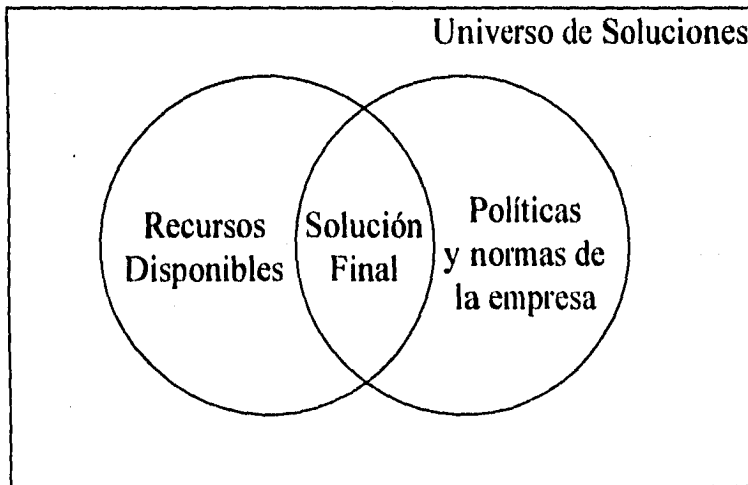 Universo de Soluciones
Recursos
Disponibles
Solución
Final
Políticas
y normas de
la empresa